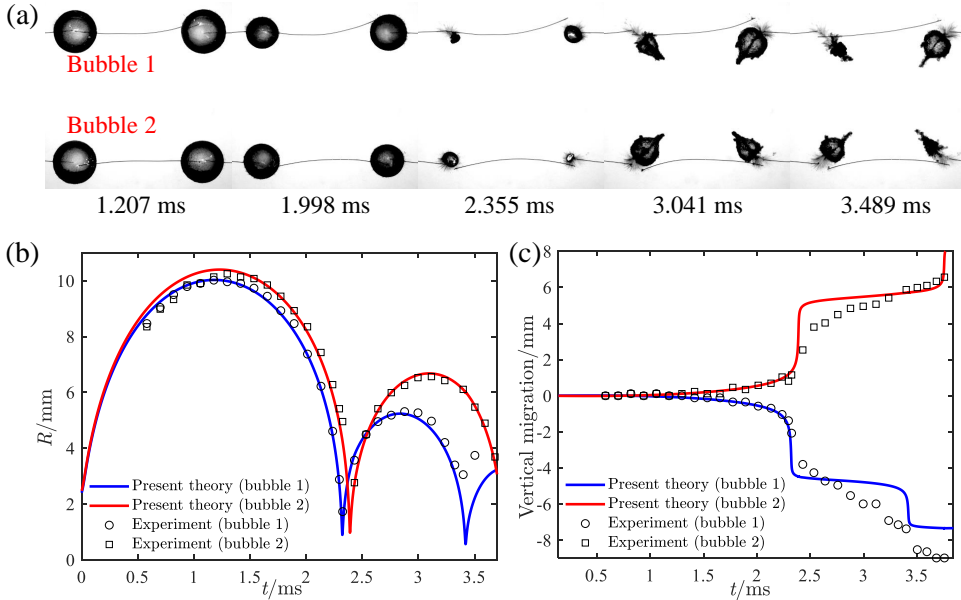 (a)
Bubble 1
Bubble 2
1.207 ms
1.998 ms
2.355 ms
3.041 ms
3.489 ms
(b)
10
8
6
4
2
0
R/mm
Present theory (bubble 1)
Present theory (bubble 2)
Experiment (bubble 1)
Experiment (bubble 2)
0
0.5
1
1.5
2
2.5
3
3.5
t/ms
(c)
8
6
4
2
0
-2
-4
-6
-8
Vertical migration/mm
Present theory (bubble 1)
Present theory (bubble 2)
Experiment (bubble 1)
Experiment (bubble 2)
0.5
1
1.5
2
2.5
3
3.5
t/ms